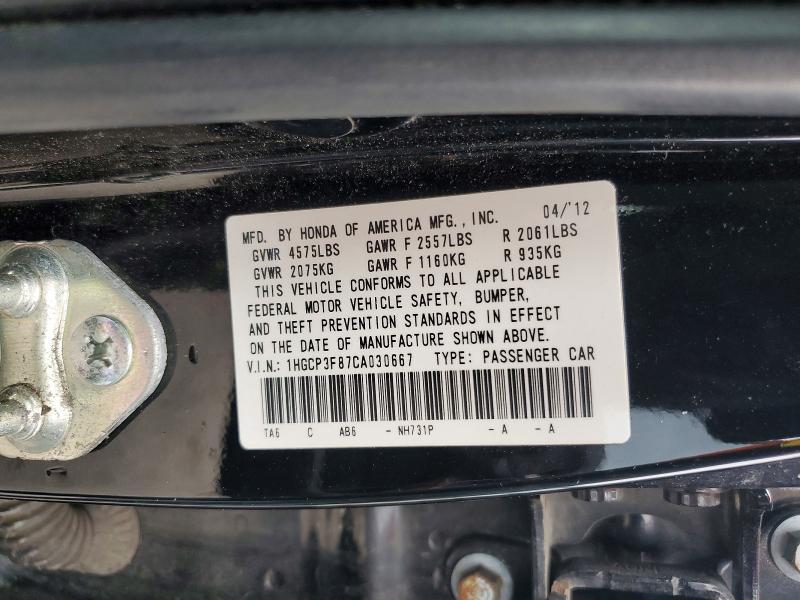 MFD. BY HONDA OF AMERICA MFG., INC. 04/'12
GVWR 4575LBS GAWR F 2557LBS R 2061LBS
GVWR 2075KG GAWR F 1160KG R 935KG
THIS VEHICLE CONFORMS TO ALL APPLICABLE
FEDERAL MOTOR VEHICLE SAFETY, BUMPER,
AND THEFT PREVENTION STANDARDS IN EFFECT
ON THE DATE OF MANUFACTURE SHOWN ABOVE.
V.I.N.: 1HGCP3F87CA030667 TYPE: PASSENGER CAR
TA6 C AB6 - NH731P - A - A